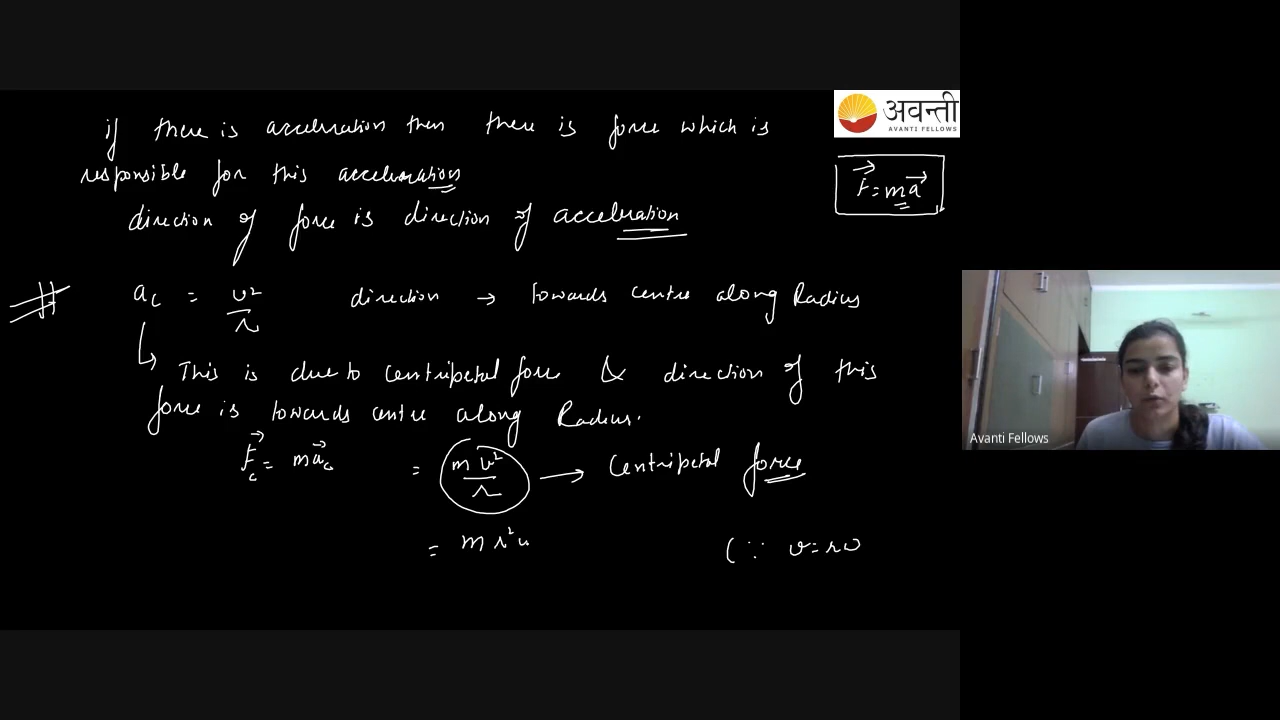 if there is acceleration then there is force which is
responsible for this acceleration
direction of force is direction of acceleration
अवन्ती
AVANTI FELLOWS
F⃗ = ma⃗
a_c = v²/r direction → towards centre along Radius
This is due to centripetal force & direction of this
force is towards centre along Radius.
F⃗_c = ma⃗_c = mv²/r → Centripetal force
= m r² (∵ v = rω
Avanti Fellows